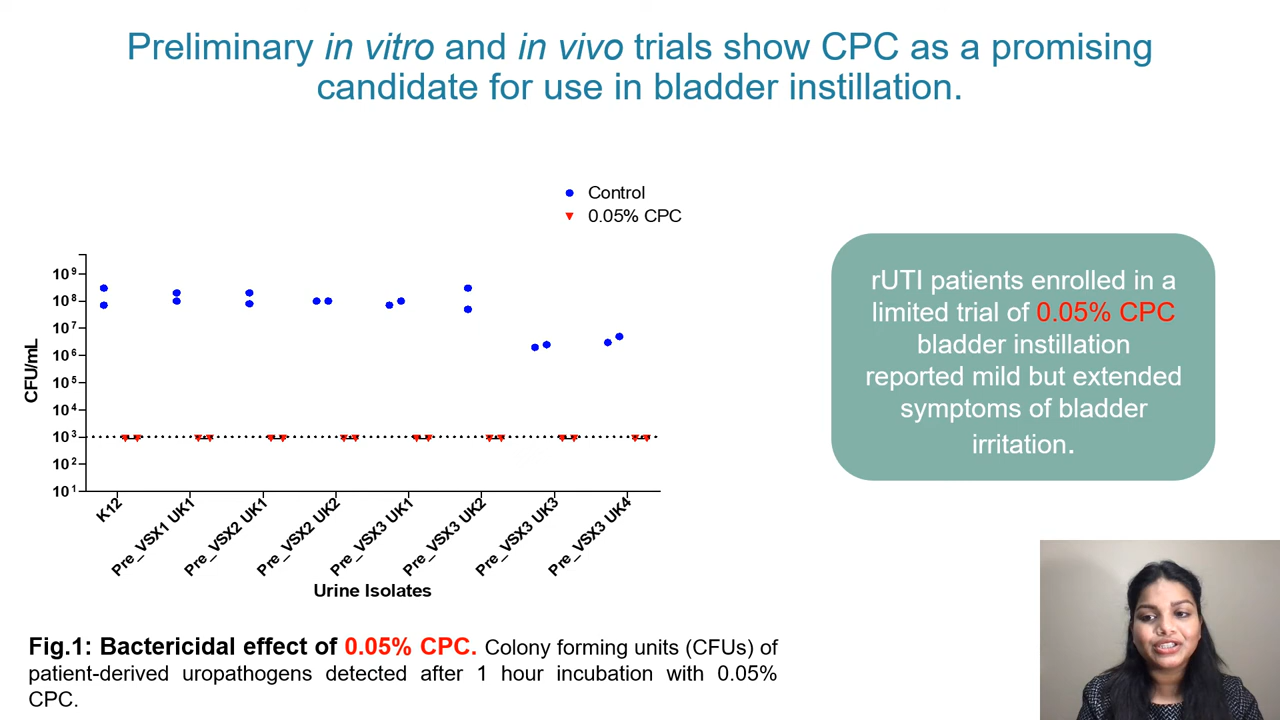 Preliminary in vitro and in vivo trials show CPC as a promising
candidate for use in bladder instillation.
Control
0.05% CPC
CFU/mL
10⁹
10⁸
10⁷
10⁶
10⁵
10⁴
10³
10²
10¹
K12
Pre_VSX1 UK1
Pre_VSX2 UK1
Pre_VSX2 UK2
Pre_VSX3 UK1
Pre_VSX3 UK2
Pre_VSX3 UK3
Pre_VSX3 UK4
Urine Isolates
rUTI patients enrolled in a
limited trial of 0.05% CPC
bladder instillation
reported mild but extended
symptoms of bladder
irritation.
Fig.1: Bactericidal effect of 0.05% CPC. Colony forming units (CFUs) of
patient-derived uropathogens detected after 1 hour incubation with 0.05%
CPC.